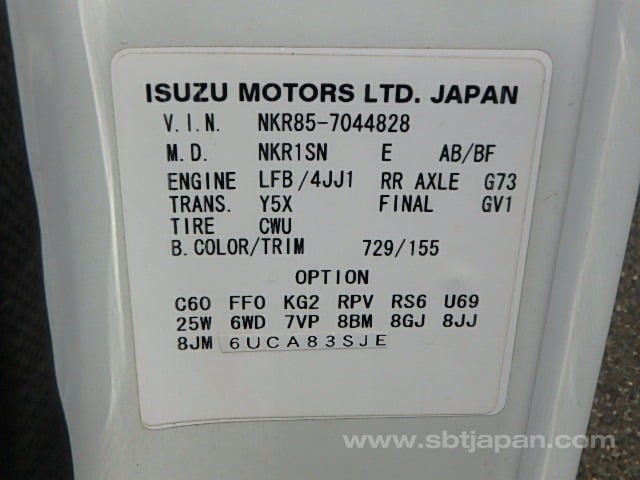 ISUZU MOTORS LTD. JAPAN
V.I.N. NKR85-7044828
M.D. NKR1SN E AB/BF
ENGINE LFB/4JJ1 RR AXLE G73
TRANS. Y5X FINAL GV1
TIRE CWU
B.COLOR/TRIM 729/155
OPTION
C60 FF0 KG2 RPV RS6 U69
25W 6WD 7VP 8BM 8GJ 8JJ
8JM 6UCA83SJE
www.sbtjapan.com